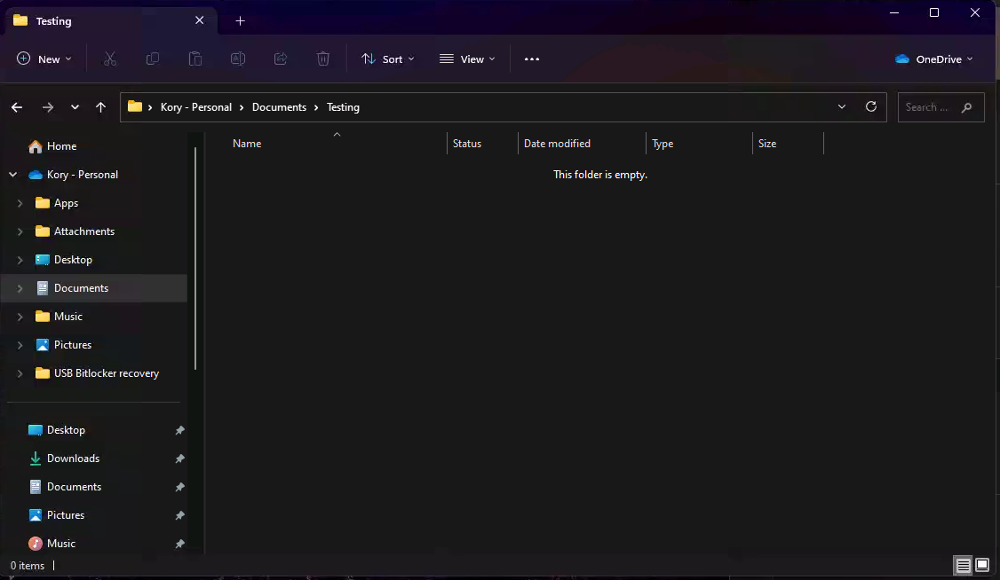 Testing
New Sort View OneDrive
Kory - Personal Documents Testing Search ...
Name Status Date modified Type Size
This folder is empty.
Home
Kory - Personal
Apps
Attachments
Desktop
Documents
Music
Pictures
USB Bitlocker recovery
Desktop
Downloads
Documents
Pictures
Music
0 items